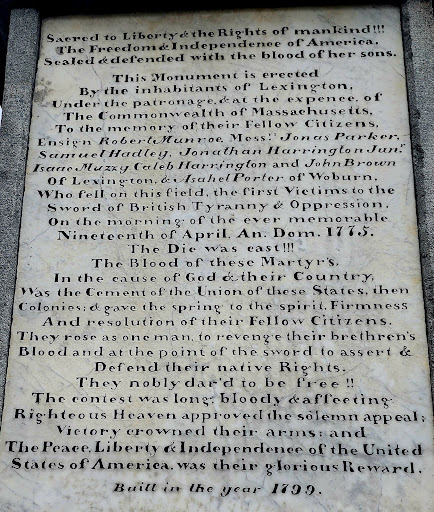 Sacred to Liberty & the Rights of mankind!!!
The Freedom & Independence of America,
Sealed & defended with the blood of her sons.
This Monument is erected
By the inhabitants of Lexington,
Under the patronage, & at the expence, of
The Commonwealth of Massachusetts,
To the memory of their Fellow Citizens,
Ensign Robert Munroe, Mess.rs Jonas Parker,
Samuel Hadley, Jonathan Harrington Jun.r
Isaac Muzzy, Caleb Harrington and John Brown
Of Lexington, & Asahel Porter of Woburn,
Who fell on this field, the first Victims to the
Sword of British Tyranny & Oppression,
On the morning of the ever memorable
Nineteenth of April, An. Dom. 1775.
The Die was cast!!!
The Blood of these Martyr's,
In the cause of God & their Country,
Was the Cement of the Union of these States, then
Colonies; & gave the spring to the spirit, Firmness
And resolution of their Fellow Citizens.
They rose as one man, to revenge their brethren's
Blood and at the point of the sword to assert &
Defend their native Rights.
They nobly dar'd to be free!!
The contest was long, bloody & affecting,
Righteous Heaven approved the solemn appeal;
Victory crowned their arms; and
The Peace, Liberty & Independence of the United
States of America, was their glorious Reward.
Built in the year 1799.